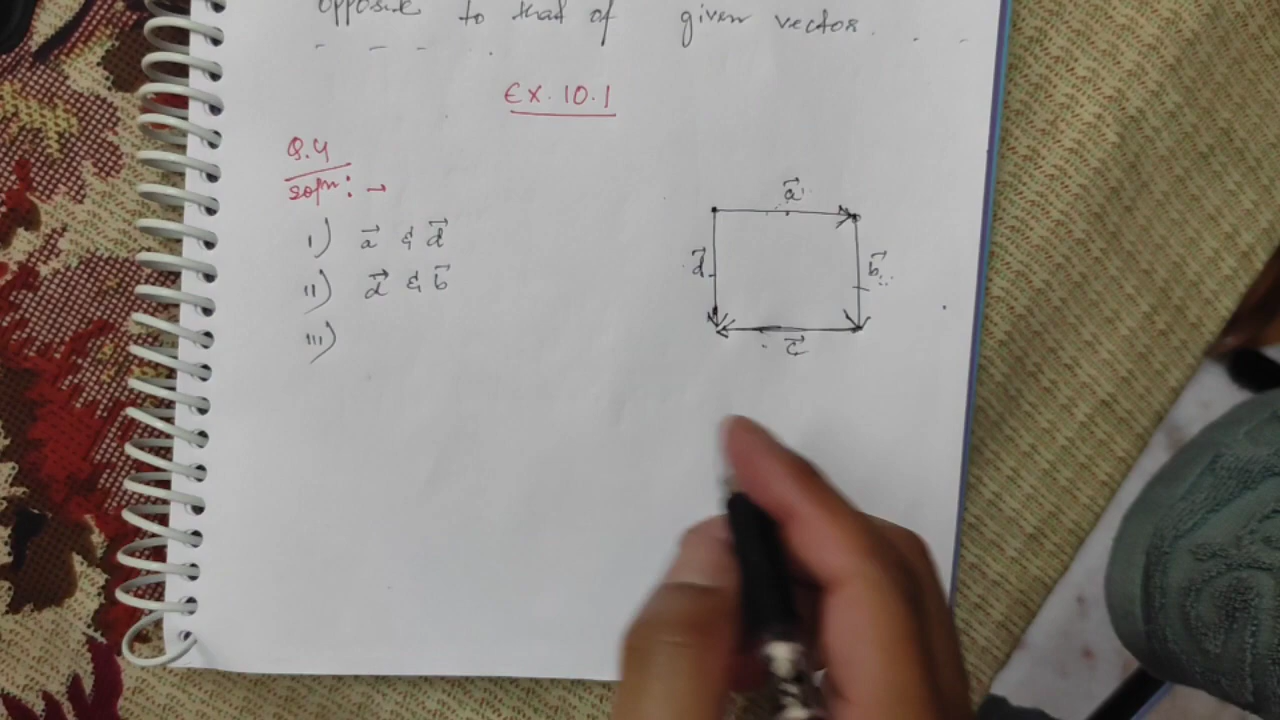 opposite to that of given vector.
Ex. 10.1
Q.4
Soln: →
i) a⃗ & d⃗
ii) d⃗ & b⃗
iii)
a⃗
d⃗
b⃗
c⃗